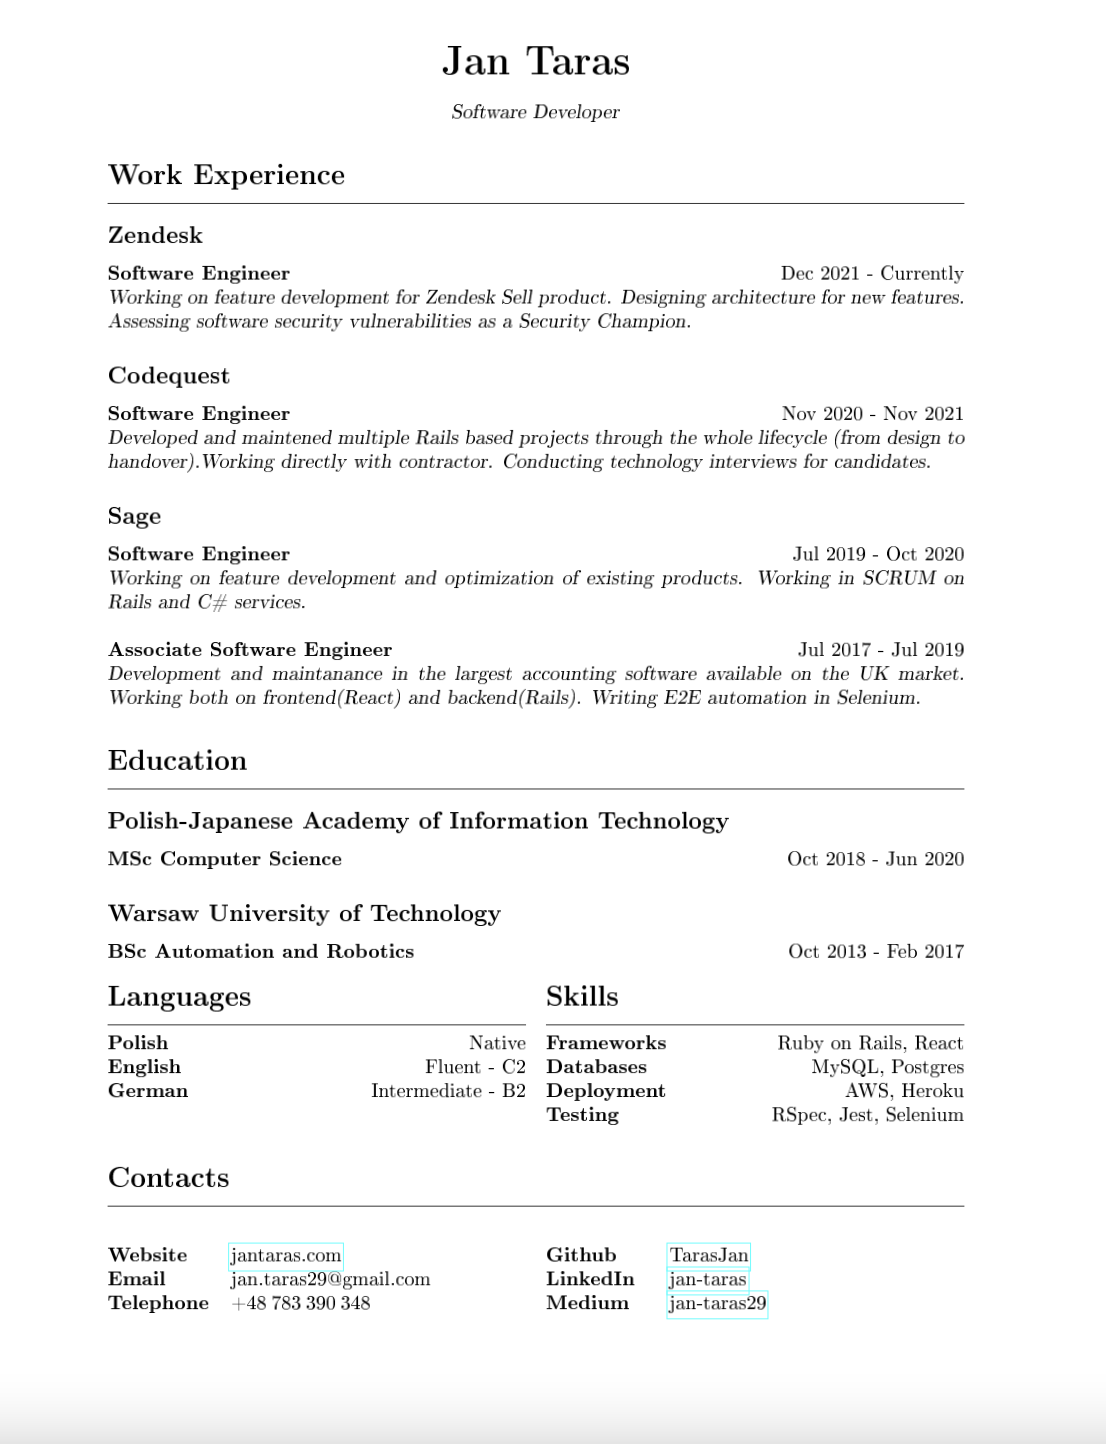 Jan Taras
Software Developer
Work Experience
Zendesk
Software Engineer Dec 2021 - Currently
Working on feature development for Zendesk Sell product. Designing architecture for new features.
Assessing software security vulnerabilities as a Security Champion.
Codequest
Software Engineer Nov 2020 - Nov 2021
Developed and maintened multiple Rails based projects through the whole lifecycle (from design to
handover).Working directly with contractor. Conducting technology interviews for candidates.
Sage
Software Engineer Jul 2019 - Oct 2020
Working on feature development and optimization of existing products. Working in SCRUM on
Rails and C# services.
Associate Software Engineer Jul 2017 - Jul 2019
Development and maintanance in the largest accounting software available on the UK market.
Working both on frontend(React) and backend(Rails). Writing E2E automation in Selenium.
Education
Polish-Japanese Academy of Information Technology
MSc Computer Science Oct 2018 - Jun 2020
Warsaw University of Technology
BSc Automation and Robotics Oct 2013 - Feb 2017
Languages
Polish Native
English Fluent - C2
German Intermediate - B2
Skills
Frameworks Ruby on Rails, React
Databases MySQL, Postgres
Deployment AWS, Heroku
Testing RSpec, Jest, Selenium
Contacts
Website jantaras.com
Email jan.taras29@gmail.com
Telephone +48 783 390 348
Github TarasJan
LinkedIn jan-taras
Medium jan-taras29